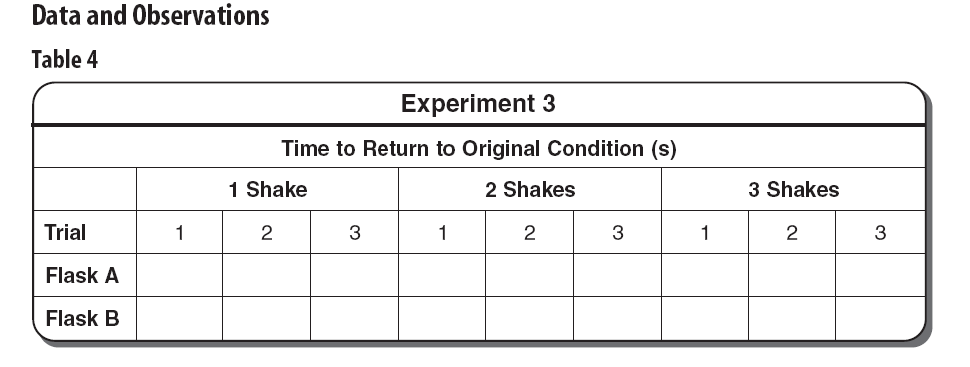 Data and Observations
Table 4
Experiment 3
Time to Return to Original Condition (s)
1 Shake 2 Shakes 3 Shakes
Trial 1 2 3 1 2 3 1 2 3
Flask A
Flask B